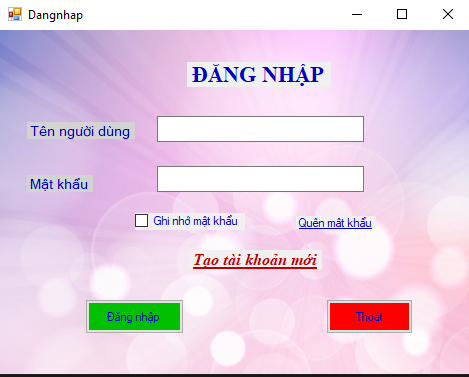 Dangnhap
ĐĂNG NHẬP
Tên người dùng
Mật khẩu
Ghi nhớ mật khẩu
Quên mât khẩu
Tạo tài khoản mới
Đăng nhập
Thoát